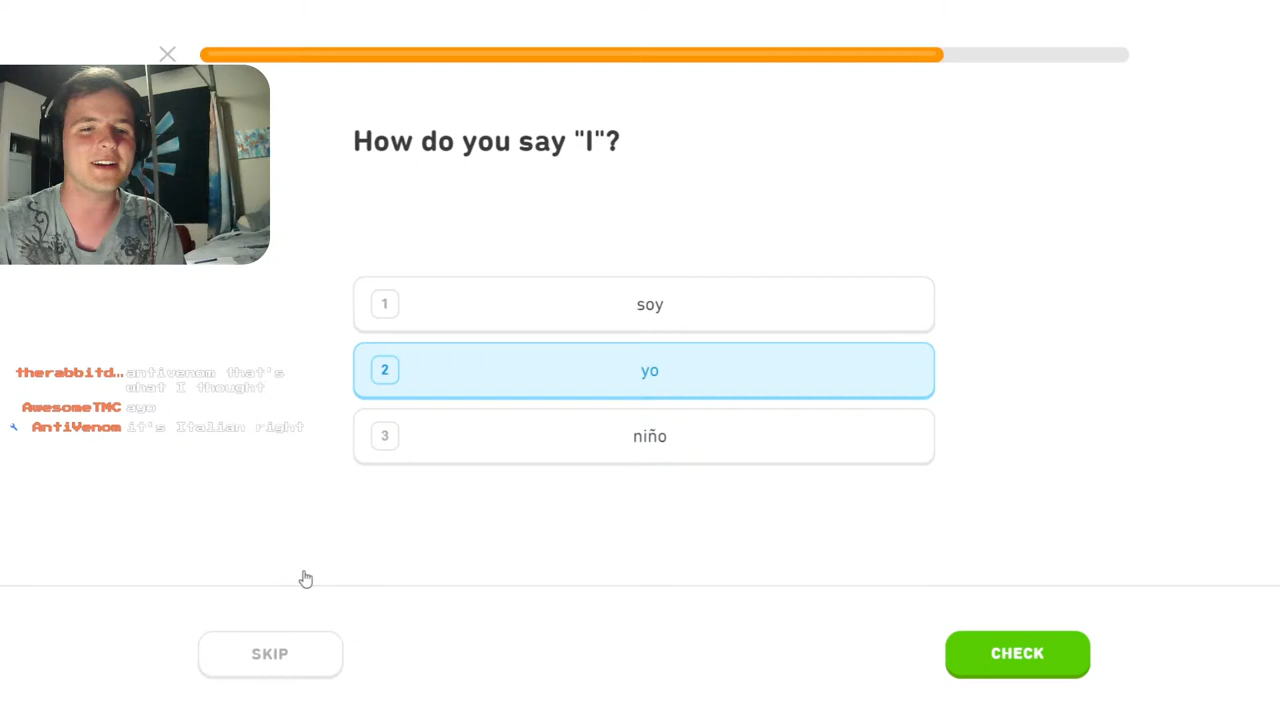 How do you say "I"?
1 soy
2 yo
3 niño
therabbitd… antivenom that's
what I thought
AwesomeTMC ayo
AntiVenom it's Italian right
SKIP
CHECK